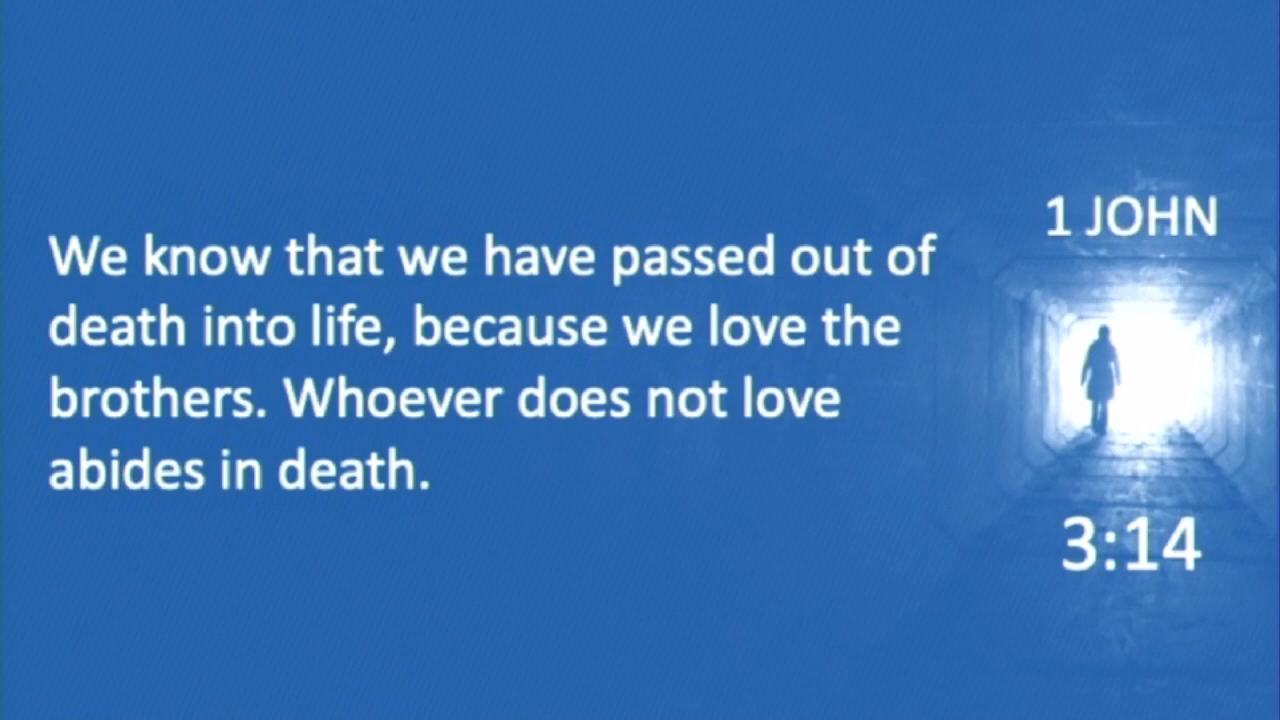 We know that we have passed out of
death into life, because we love the
brothers. Whoever does not love
abides in death.
1 JOHN
3:14